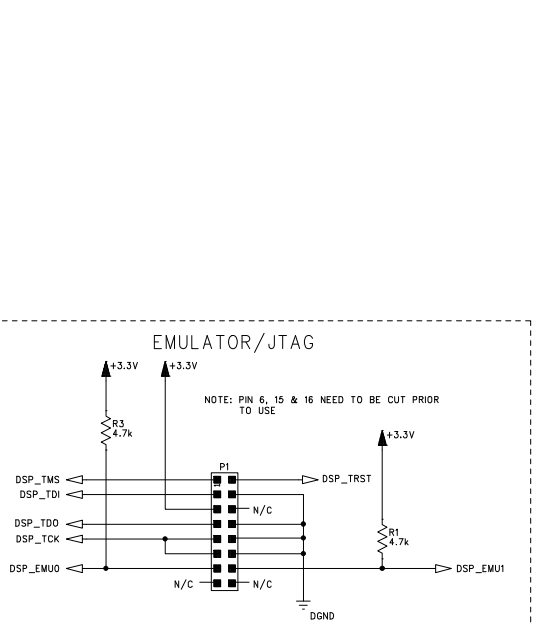 EMULATOR/JTAG
+3.3V
+3.3V
NOTE: PIN 6, 15 & 16 NEED TO BE CUT PRIOR
TO USE
R3
4.7k
+3.3V
P1
1
DSP_TMS
DSP_TRST
DSP_TDI
N/C
DSP_TDO
R1
4.7k
DSP_TCK
DSP_EMU0
DSP_EMU1
N/C
N/C
DGND